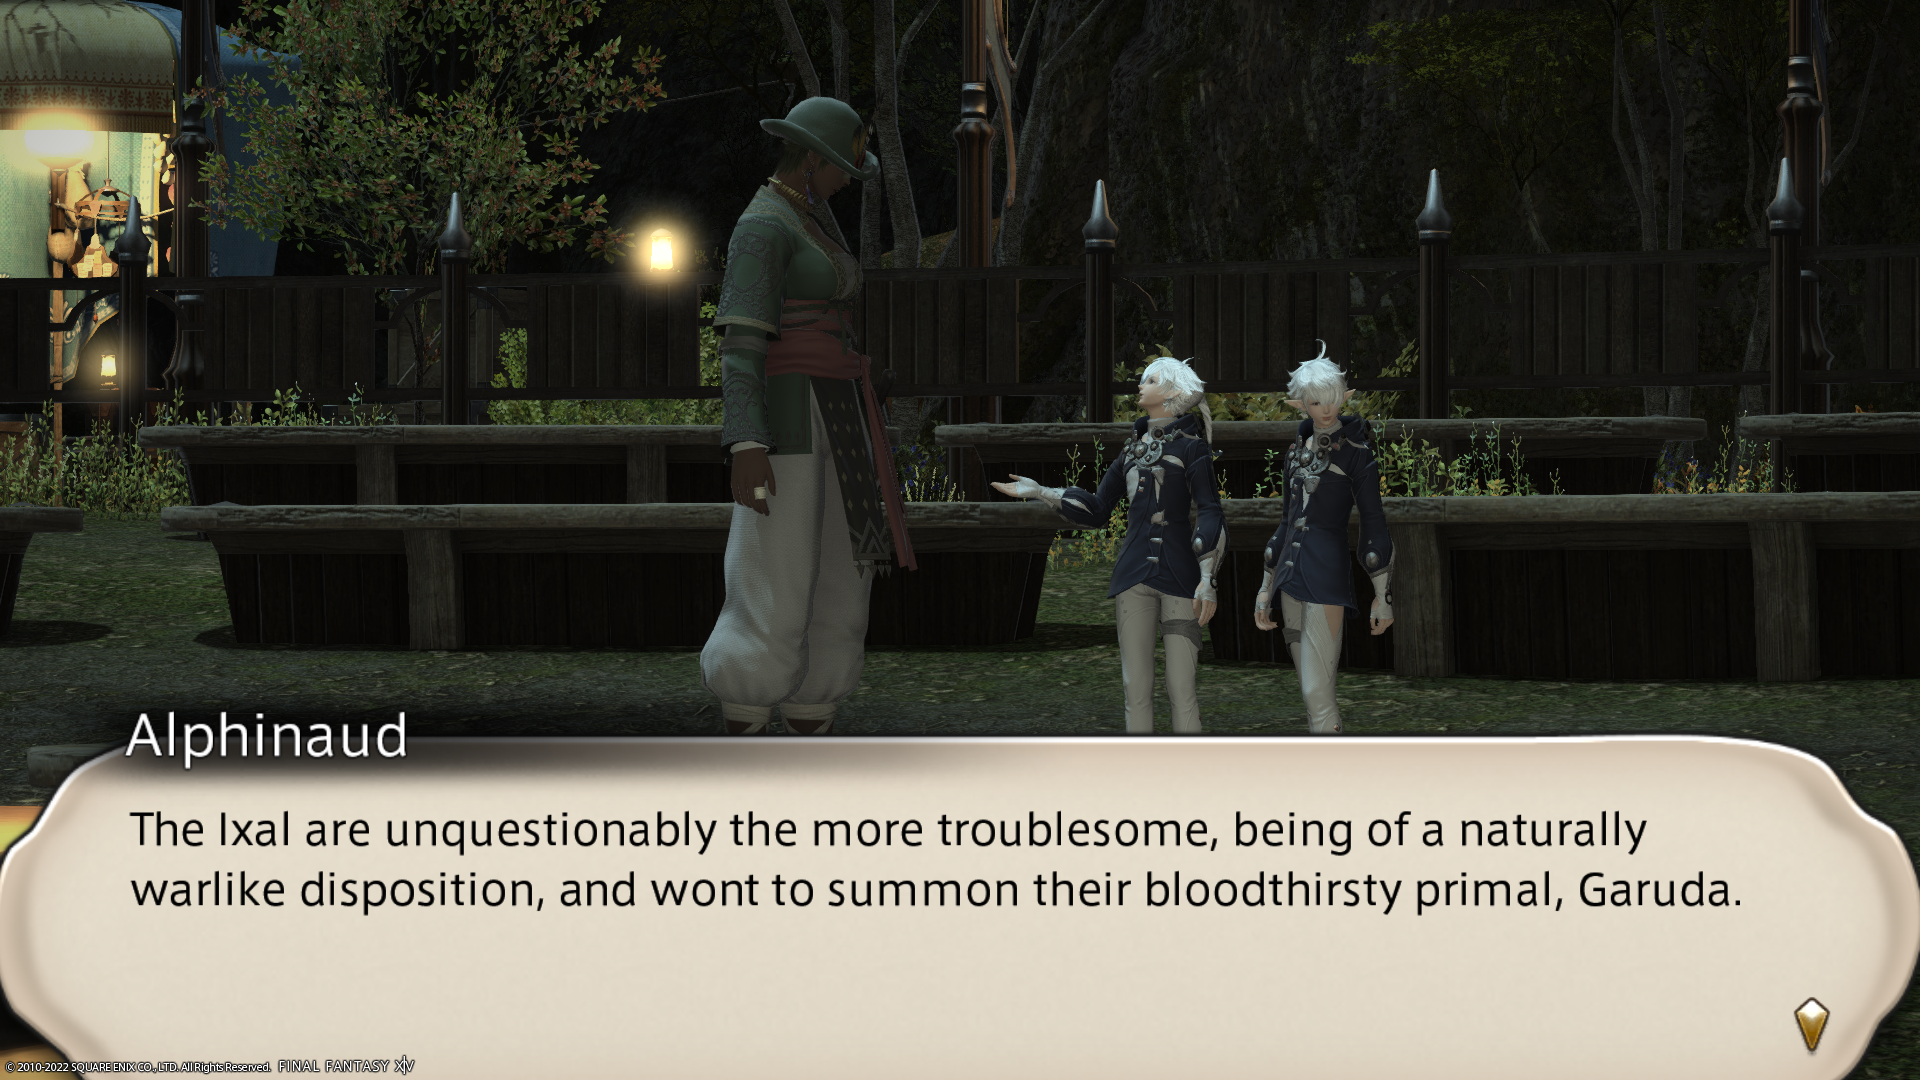 Alphinaud
The Ixal are unquestionably the more troublesome, being of a naturally
warlike disposition, and wont to summon their bloodthirsty primal, Garuda.
© 2010-2022 SQUARE ENIX CO., LTD. All Rights Reserved. FINAL FANTASY XIV